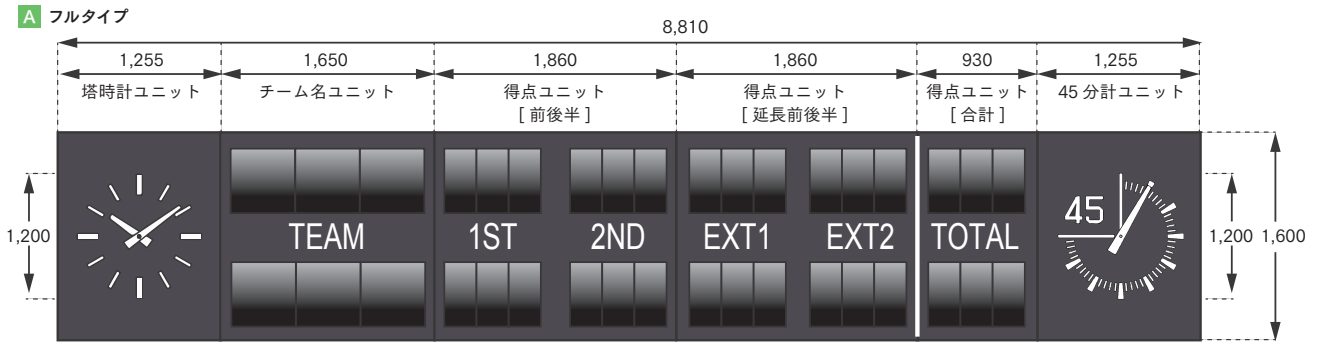 A フルタイプ
8,810
1,255 1,650 1,860 1,860 930 1,255
塔時計ユニット チーム名ユニット 得点ユニット 得点ユニット 得点ユニット 45分計ユニット
[前後半] [延長前後半] [合計]
45
1,200 TEAM 1ST 2ND EXT1 EXT2 TOTAL 1,200 1,600